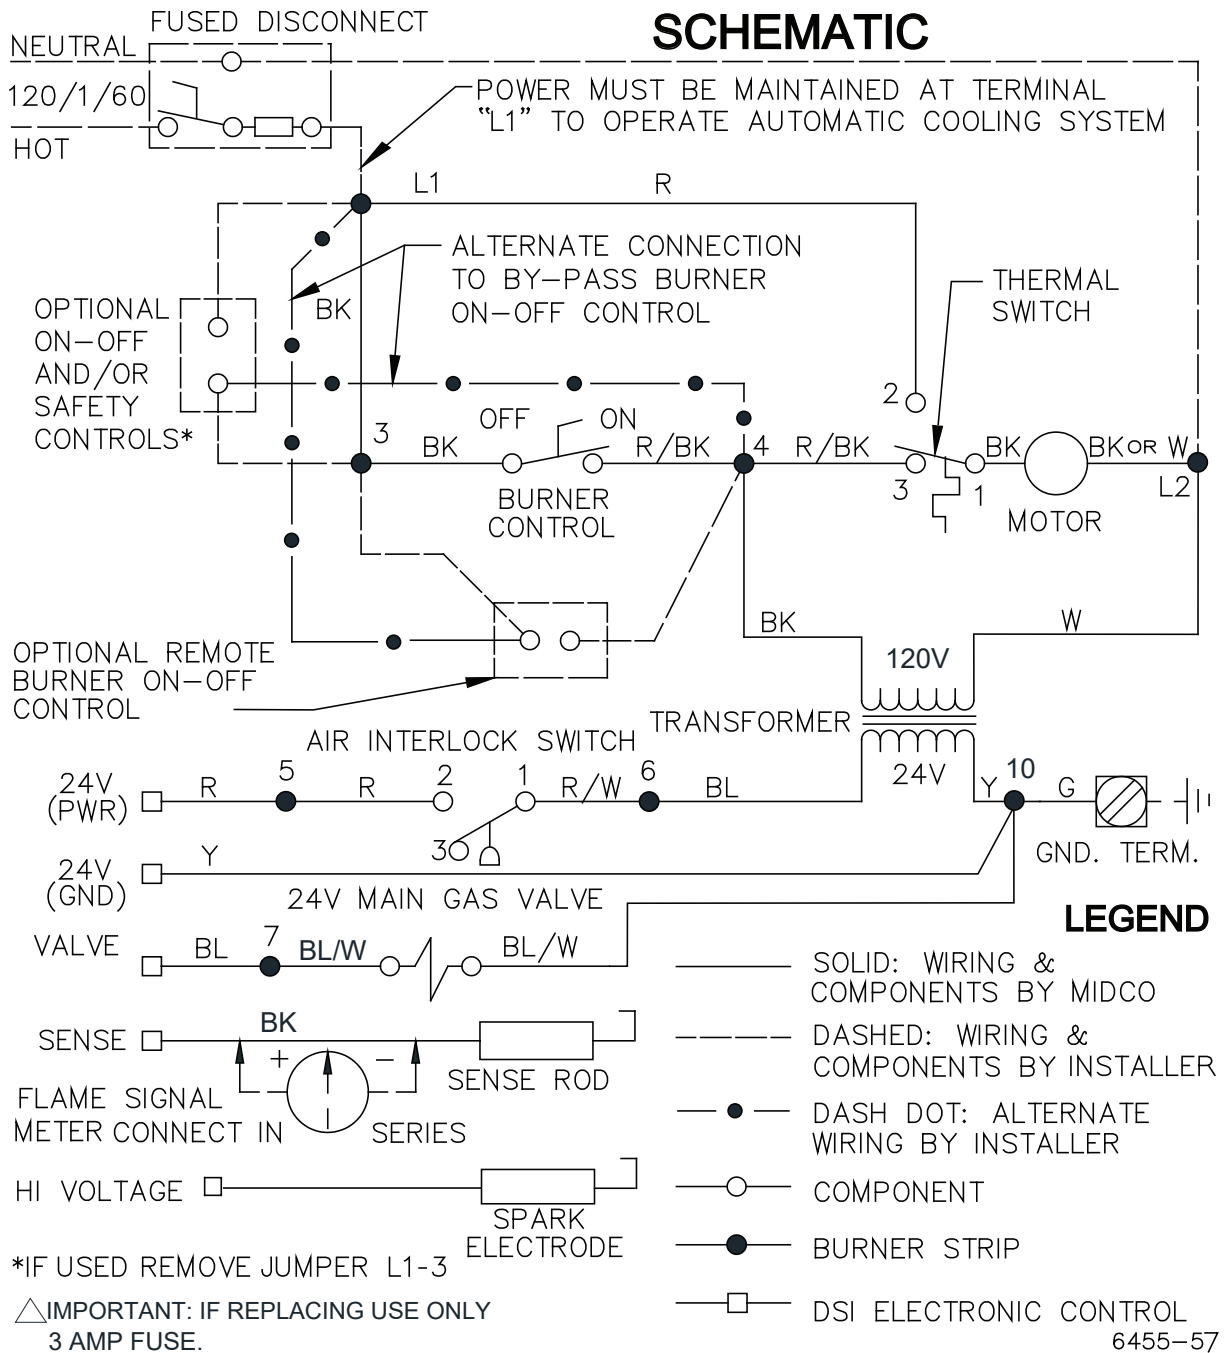 FUSED DISCONNECT
SCHEMATIC
NEUTRAL
120/1/60
HOT
POWER MUST BE MAINTAINED AT TERMINAL
“L1” TO OPERATE AUTOMATIC COOLING SYSTEM
L1
R
ALTERNATE CONNECTION
TO BY-PASS BURNER
ON-OFF CONTROL
THERMAL
SWITCH
OPTIONAL
ON-OFF
AND/OR
SAFETY
CONTROLS*
BK
2
3
BK
OFF
ON
R/BK
4
R/BK
BK
BK OR W
3
1
L2
BURNER
CONTROL
MOTOR
BK
W
OPTIONAL REMOTE
BURNER ON-OFF
CONTROL
120V
TRANSFORMER
24V
AIR INTERLOCK SWITCH
24V
(PWR)
R
5
R
2
1
R/W
6
BL
Y
10
G
3
GND. TERM.
24V
(GND)
Y
24V MAIN GAS VALVE
LEGEND
VALVE
BL
7
BL/W
BL/W
SOLID: WIRING &
COMPONENTS BY MIDCO
SENSE
BK
+
−
SENSE ROD
DASHED: WIRING &
COMPONENTS BY INSTALLER
FLAME SIGNAL
METER CONNECT IN
SERIES
DASH DOT: ALTERNATE
WIRING BY INSTALLER
HI VOLTAGE
SPARK
ELECTRODE
COMPONENT
BURNER STRIP
*IF USED REMOVE JUMPER L1-3
IMPORTANT: IF REPLACING USE ONLY
3 AMP FUSE.
DSI ELECTRONIC CONTROL
6455-57